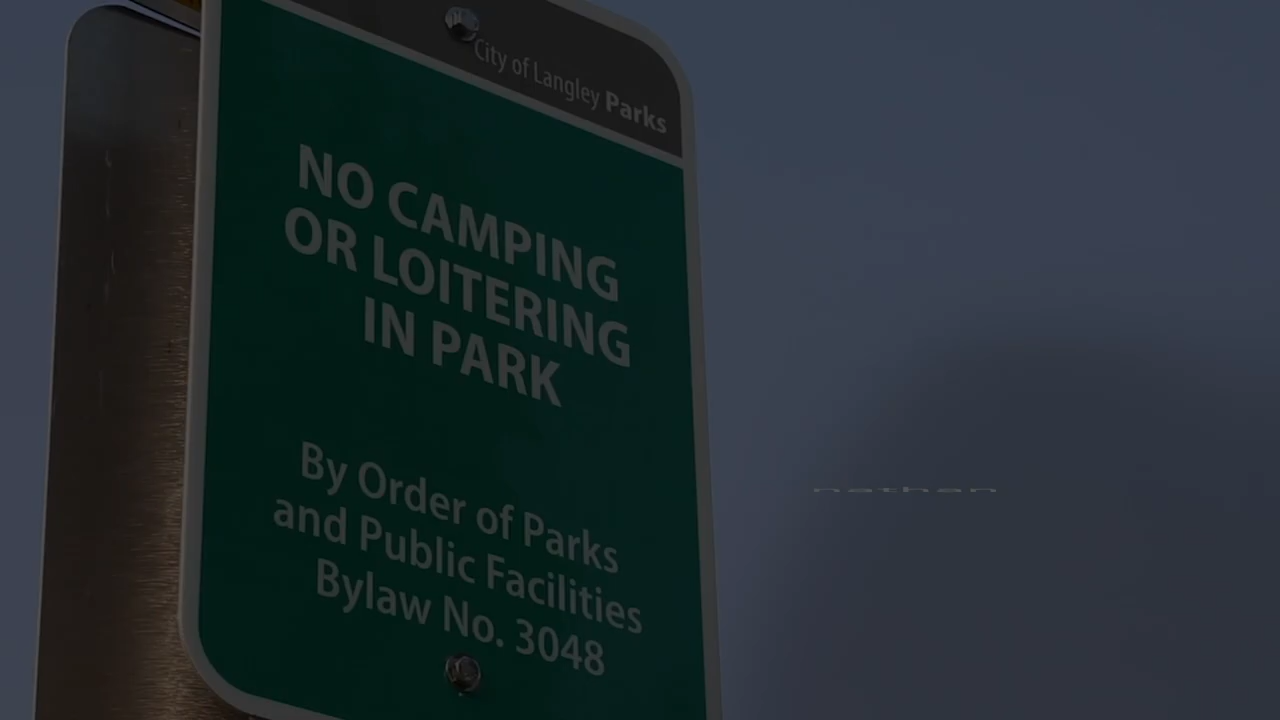 City of Langley Parks
NO CAMPING
OR LOITERING
IN PARK
By Order of Parks
and Public Facilities
Bylaw No. 3048
nathan